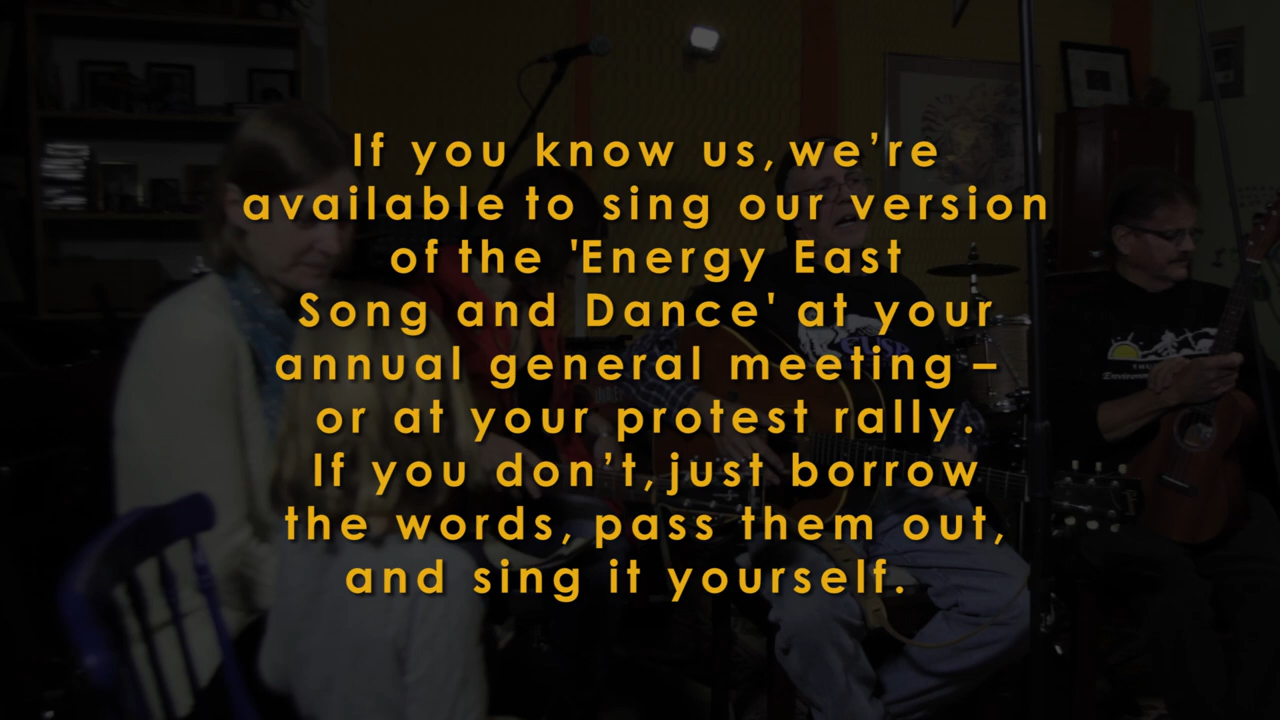 If you know us, we’re
available to sing our version
of the 'Energy East
Song and Dance' at your
annual general meeting –
or at your protest rally.
If you don’t, just borrow
the words, pass them out,
and sing it yourself.